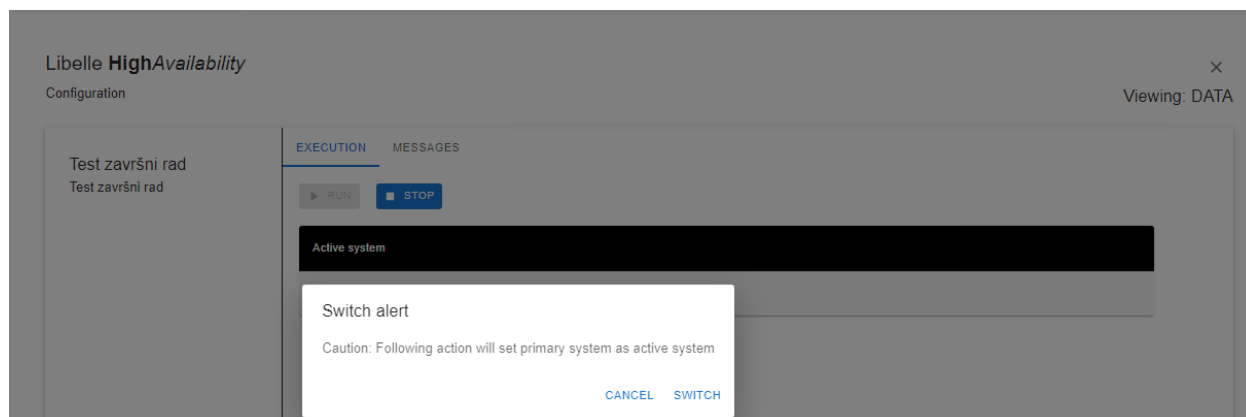 Libelle HighAvailability
Configuration
Viewing: DATA
Test završni rad
Test završni rad
EXECUTION MESSAGES
RUN STOP
Active system
Switch alert
Caution: Following action will set primary system as active system
CANCEL SWITCH